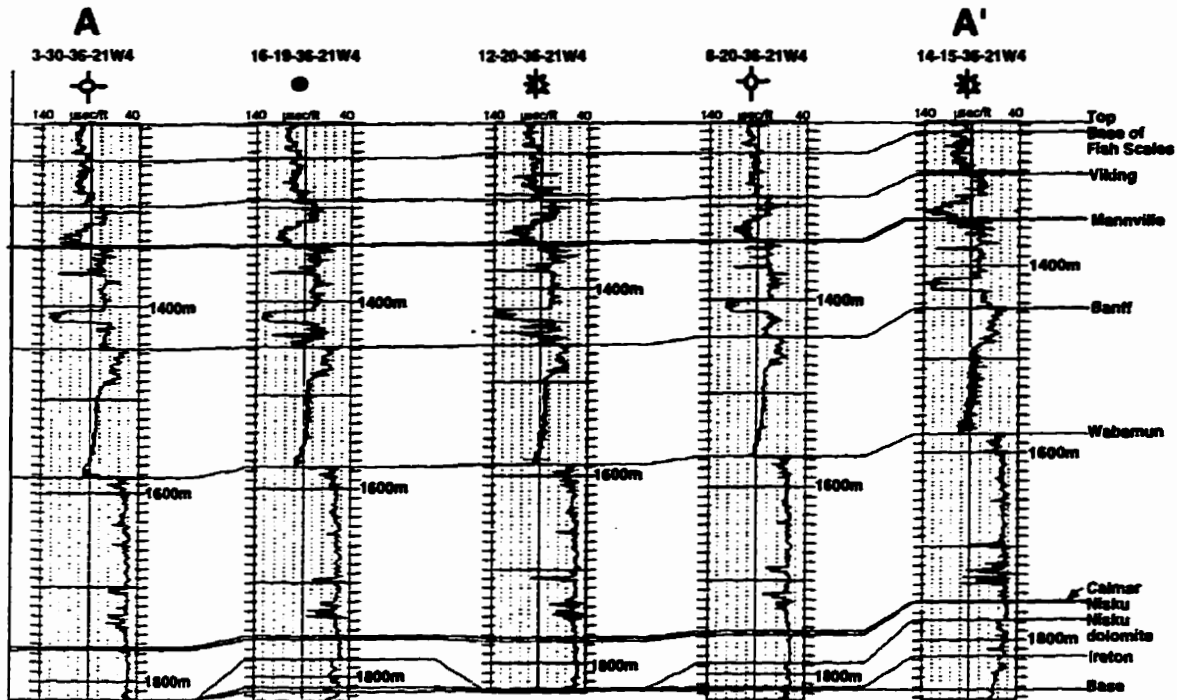 A A'
3-30-36-21W4 16-19-36-21W4 12-20-36-21W4 8-20-36-21W4 14-15-36-21W4
140 µsec/ft 40 140 µsec/ft 40 140 µsec/ft 40 140 µsec/ft 40 140 µsec/ft 40
Top
Base of
Fish Scales
Viking
Mannville
1400m 1400m 1400m 1400m 1400m
Banff
Wabamun
1600m 1600m 1600m 1600m 1600m
Calmar
Nisku
Nisku
dolomite
1800m 1800m 1800m 1800m 1800m
Ireton
Base